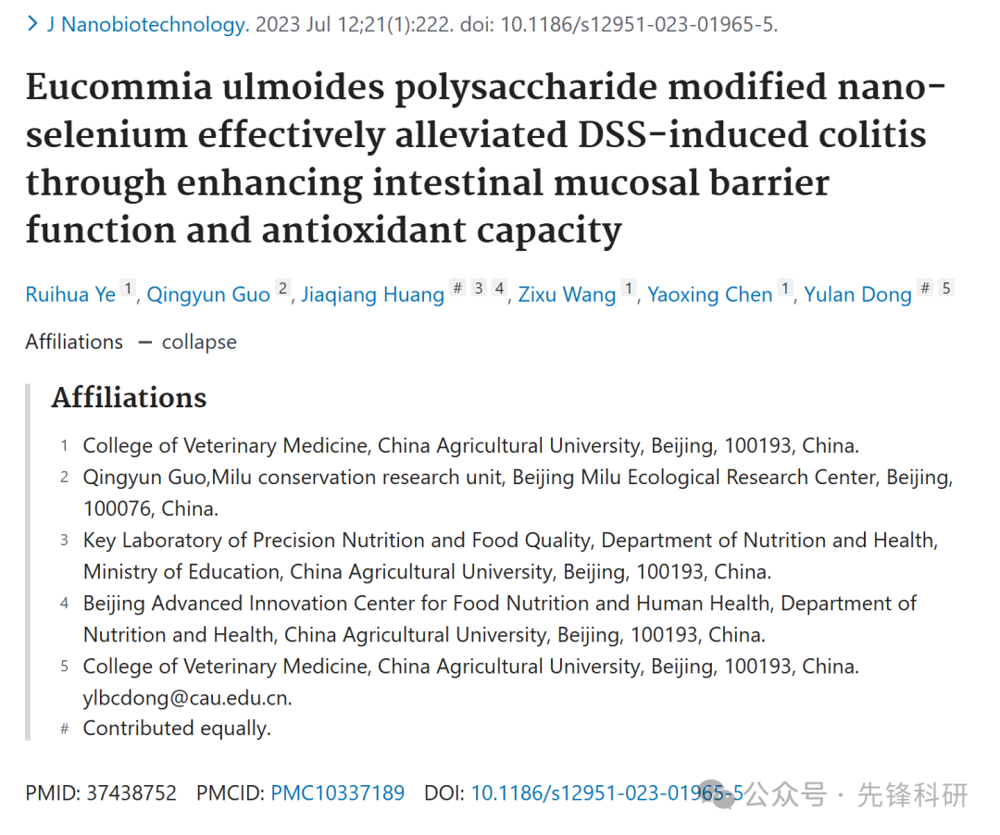 J Nanobiotechnology. 2023 Jul 12;21(1):222. doi: 10.1186/s12951-023-01965-5.
Eucommia ulmoides polysaccharide modified nano-
selenium effectively alleviated DSS-induced colitis
through enhancing intestinal mucosal barrier
function and antioxidant capacity
Ruihua Ye 1, Qingyun Guo 2, Jiaqiang Huang # 3 4, Zixu Wang 1, Yaoxing Chen 1, Yulan Dong # 5
Affiliations — collapse
Affiliations
1 College of Veterinary Medicine, China Agricultural University, Beijing, 100193, China.
2 Qingyun Guo,Milu conservation research unit, Beijing Milu Ecological Research Center, Beijing,
100076, China.
3 Key Laboratory of Precision Nutrition and Food Quality, Department of Nutrition and Health,
Ministry of Education, China Agricultural University, Beijing, 100193, China.
4 Beijing Advanced Innovation Center for Food Nutrition and Human Health, Department of
Nutrition and Health, China Agricultural University, Beijing, 100193, China.
5 College of Veterinary Medicine, China Agricultural University, Beijing, 100193, China.
ylbcdong@cau.edu.cn.
# Contributed equally.
PMID: 37438752 PMCID: PMC10337189 DOI: 10.1186/s12951-023-01965-5
公众号 · 先锋科研